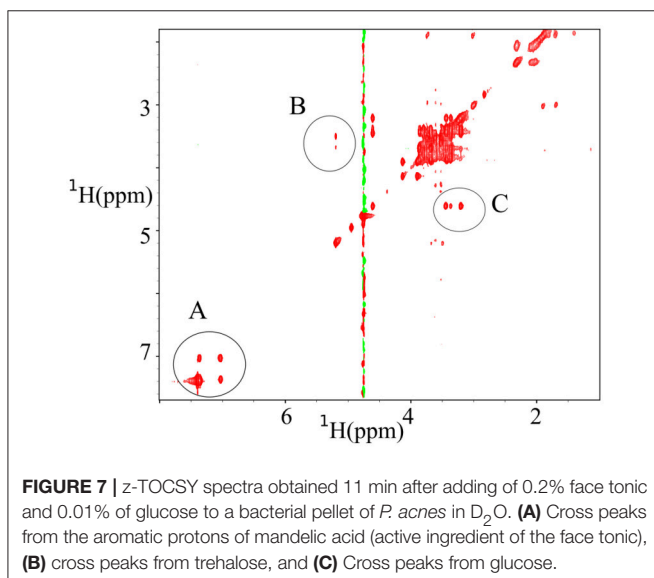 B
3
¹H(ppm)
C
5
A
7
6
4
2
¹H(ppm)
FIGURE 7 | z-TOCSY spectra obtained 11 min after adding of 0.2% face tonic
and 0.01% of glucose to a bacterial pellet of P. acnes in D₂O. (A) Cross peaks
from the aromatic protons of mandelic acid (active ingredient of the face tonic),
(B) cross peaks from trehalose, and (C) Cross peaks from glucose.